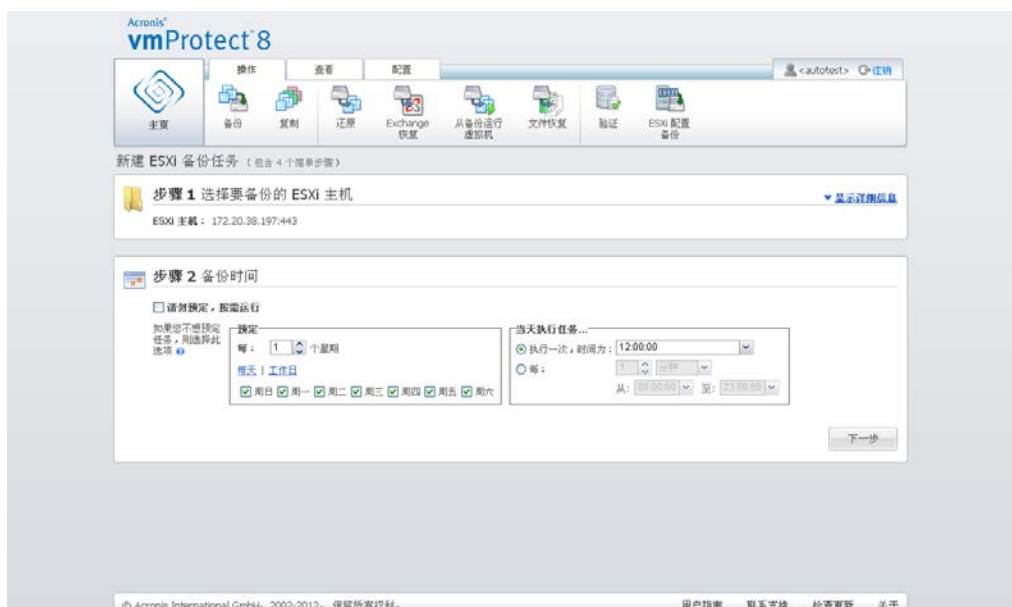 Acronis®
vmProtect™8
操作 查看 配置
<autotest> 注销
主页 备份 复制 还原 Exchange 恢复 从备份运行虚拟机 文件恢复 验证 ESXi 配置备份
新建 ESXi 备份任务 (包含 4 个简单步骤)
步骤 1 选择要备份的 ESXi 主机
显示详细信息
ESXi 主机: 172.20.38.197:443
步骤 2 备份时间
请勿预定,按需运行
如果您不想预定任务,则选择此选项
预定
每: 1 个星期
每天 | 工作日
周日 周一 周二 周三 周四 周五 周六
当天执行任务...
执行一次,时间为: 12:00:00
每: 1 分钟
从: 00:00:00 至: 23:59:59
下一步
© Acronis International GmbH, 2002-2012。 保留所有权利。
用户指南 联系支持 检查更新 关于